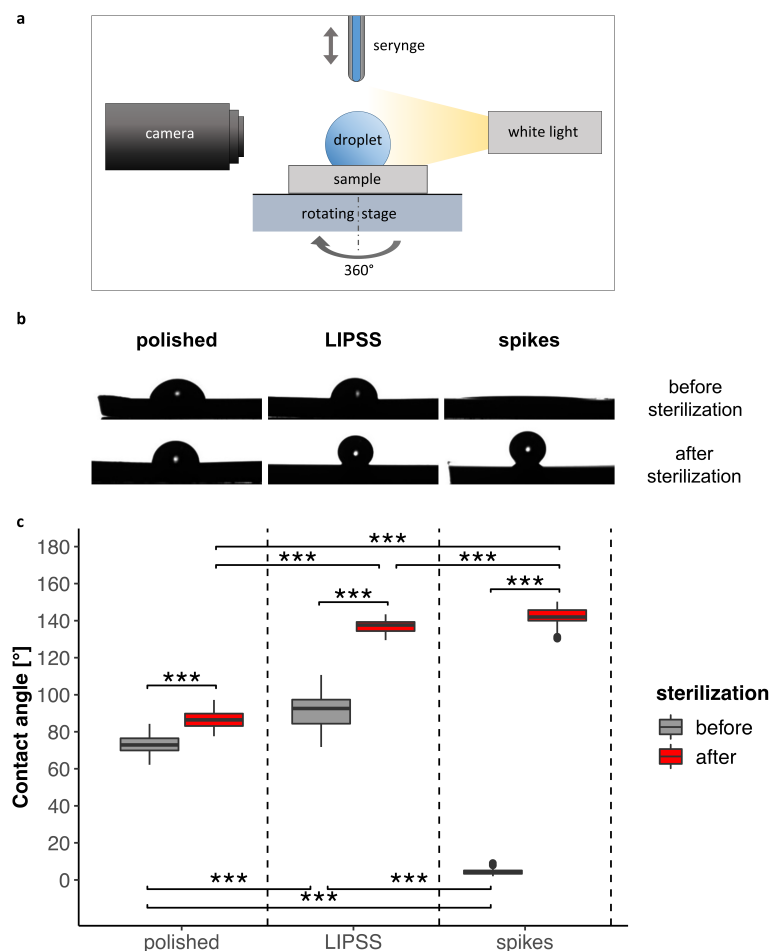 a
serynge
camera
droplet
white light
sample
rotating stage
360°
b
polished LIPSS spikes
before
sterilization
after
sterilization
c
180
160
140
120
100
80
60
40
20
0
Contact angle [°]
***
***
***
***
***
***
***
***
***
sterilization
before
after
polished LIPSS spikes